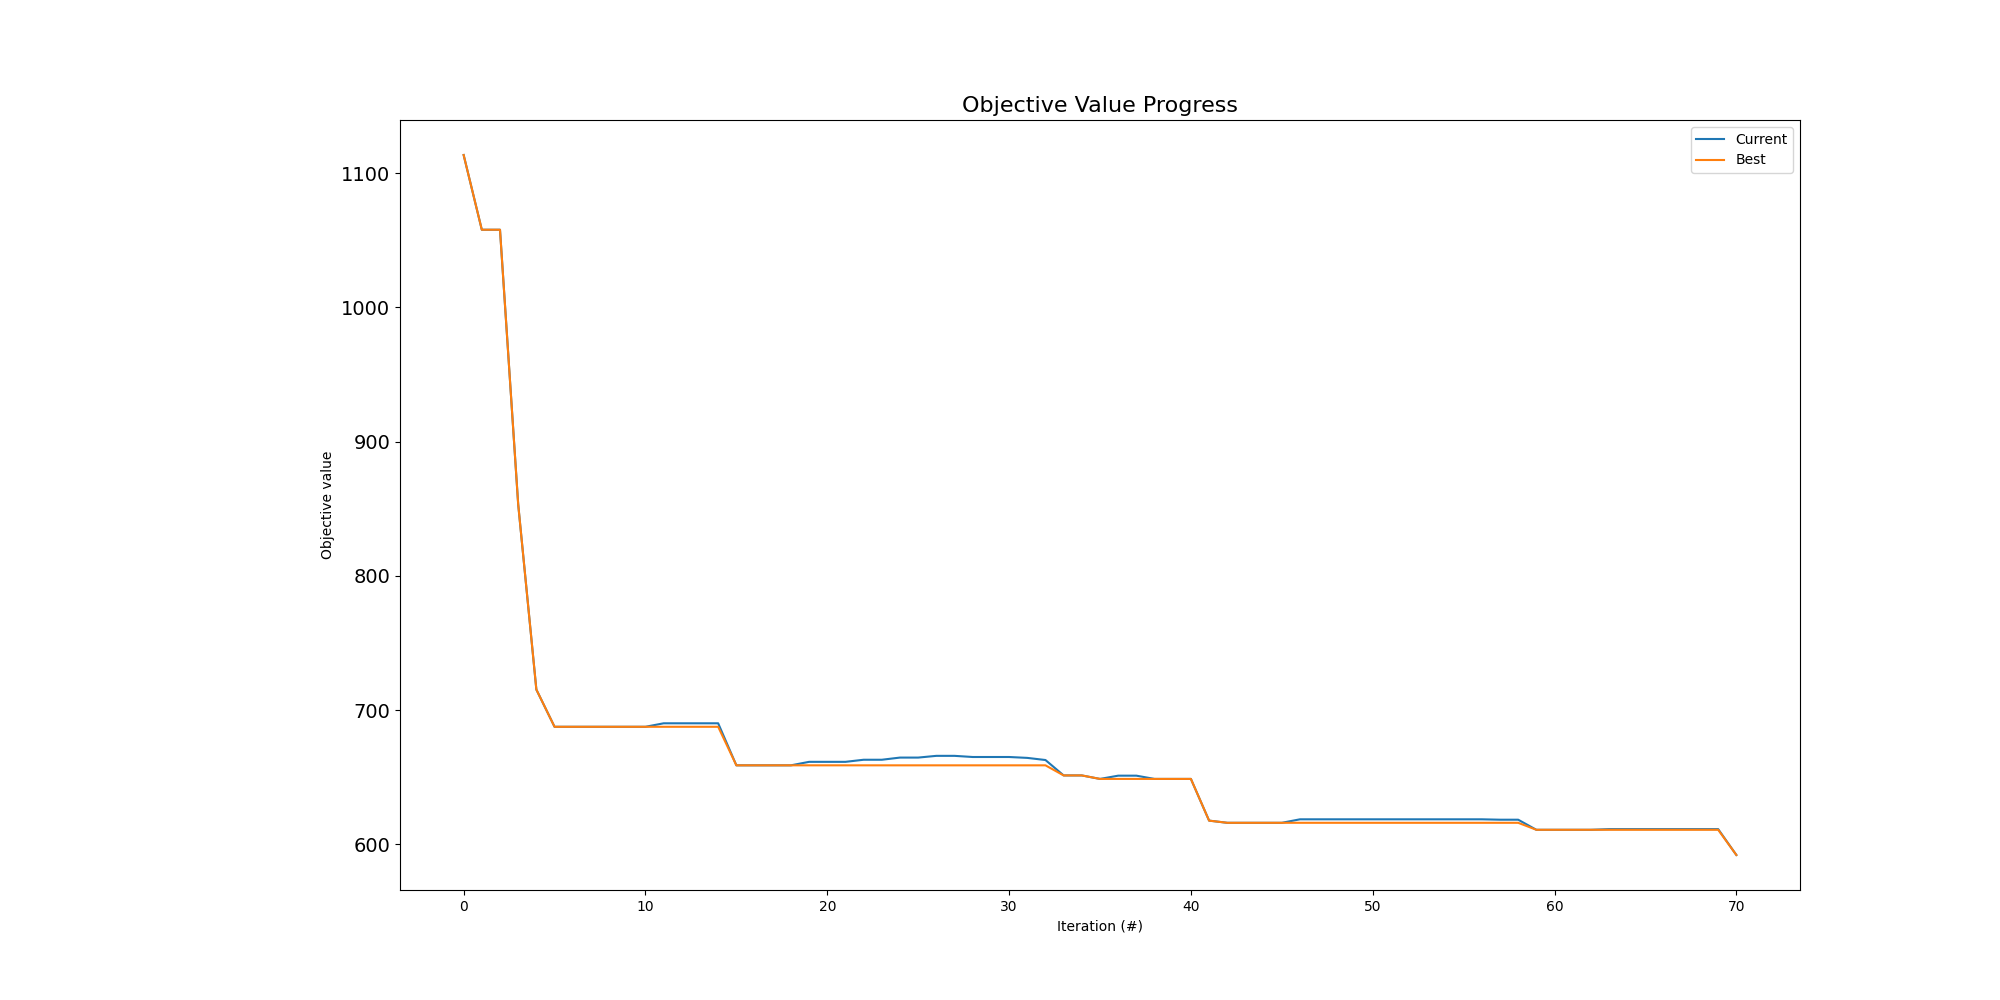 Objective Value Progress
Current
Best
1100
1000
900
800
700
600
Objective value
0 10 20 30 40 50 60 70
Iteration (#)